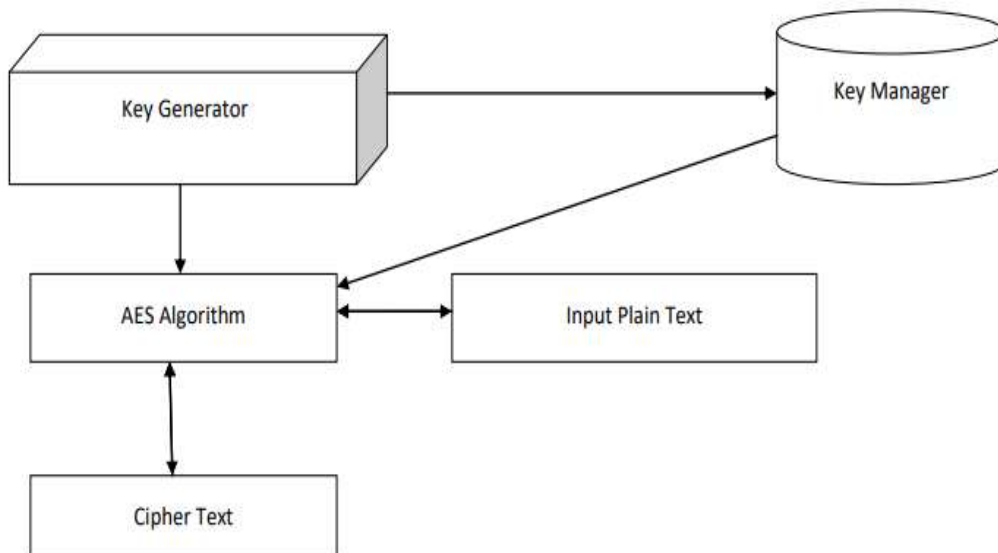 Key Generator
Key Manager
AES Algorithm
Input Plain Text
Cipher Text